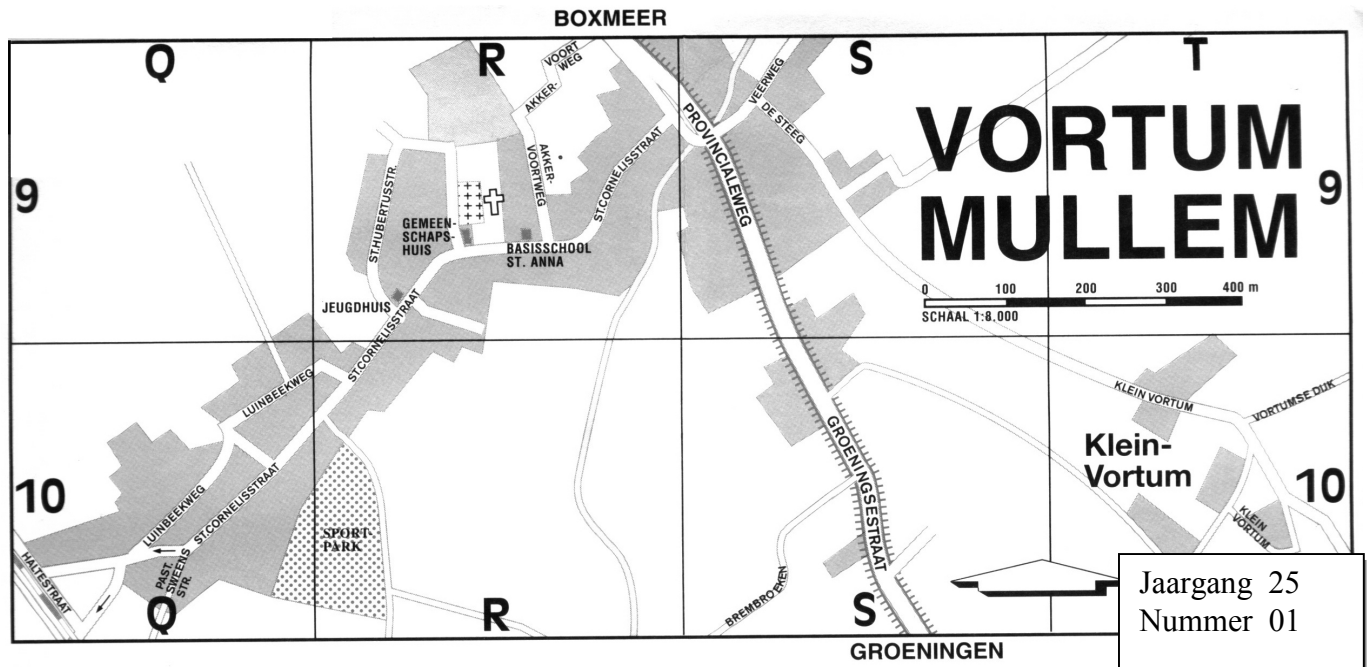 BOXMEER
Q
R
S
T
VOORT
WEG
AKKER-
VEERWEG
DE STEEG
PROVINCIALEWEG
VORTUM
MULLEM
9
9
ST.HUBERTUSSTR.
AKKER-
VOORTWEG
ST.CORNELISSTRAAT
GEMEEN-
SCHAPS-
HUIS
BASISSCHOOL
ST. ANNA
0 100 200 300 400 m
SCHAAL 1:8.000
JEUGDHUIS
ST.CORNELISSTRAAT
LUINBEEKWEG
KLEIN VORTUM
VORTUMSE DIJK
Klein-
Vortum
10
10
GROENINGSESTRAAT
LUINBEEKWEG
ST.CORNELISSTRAAT
SPORT-
PARK
KLEIN
VORTUM
HALTESTRAAT
PAST.
SWEENS
STR.
BREMBROEKEN
Q
R
S
Jaargang 25
Nummer 01
GROENINGEN